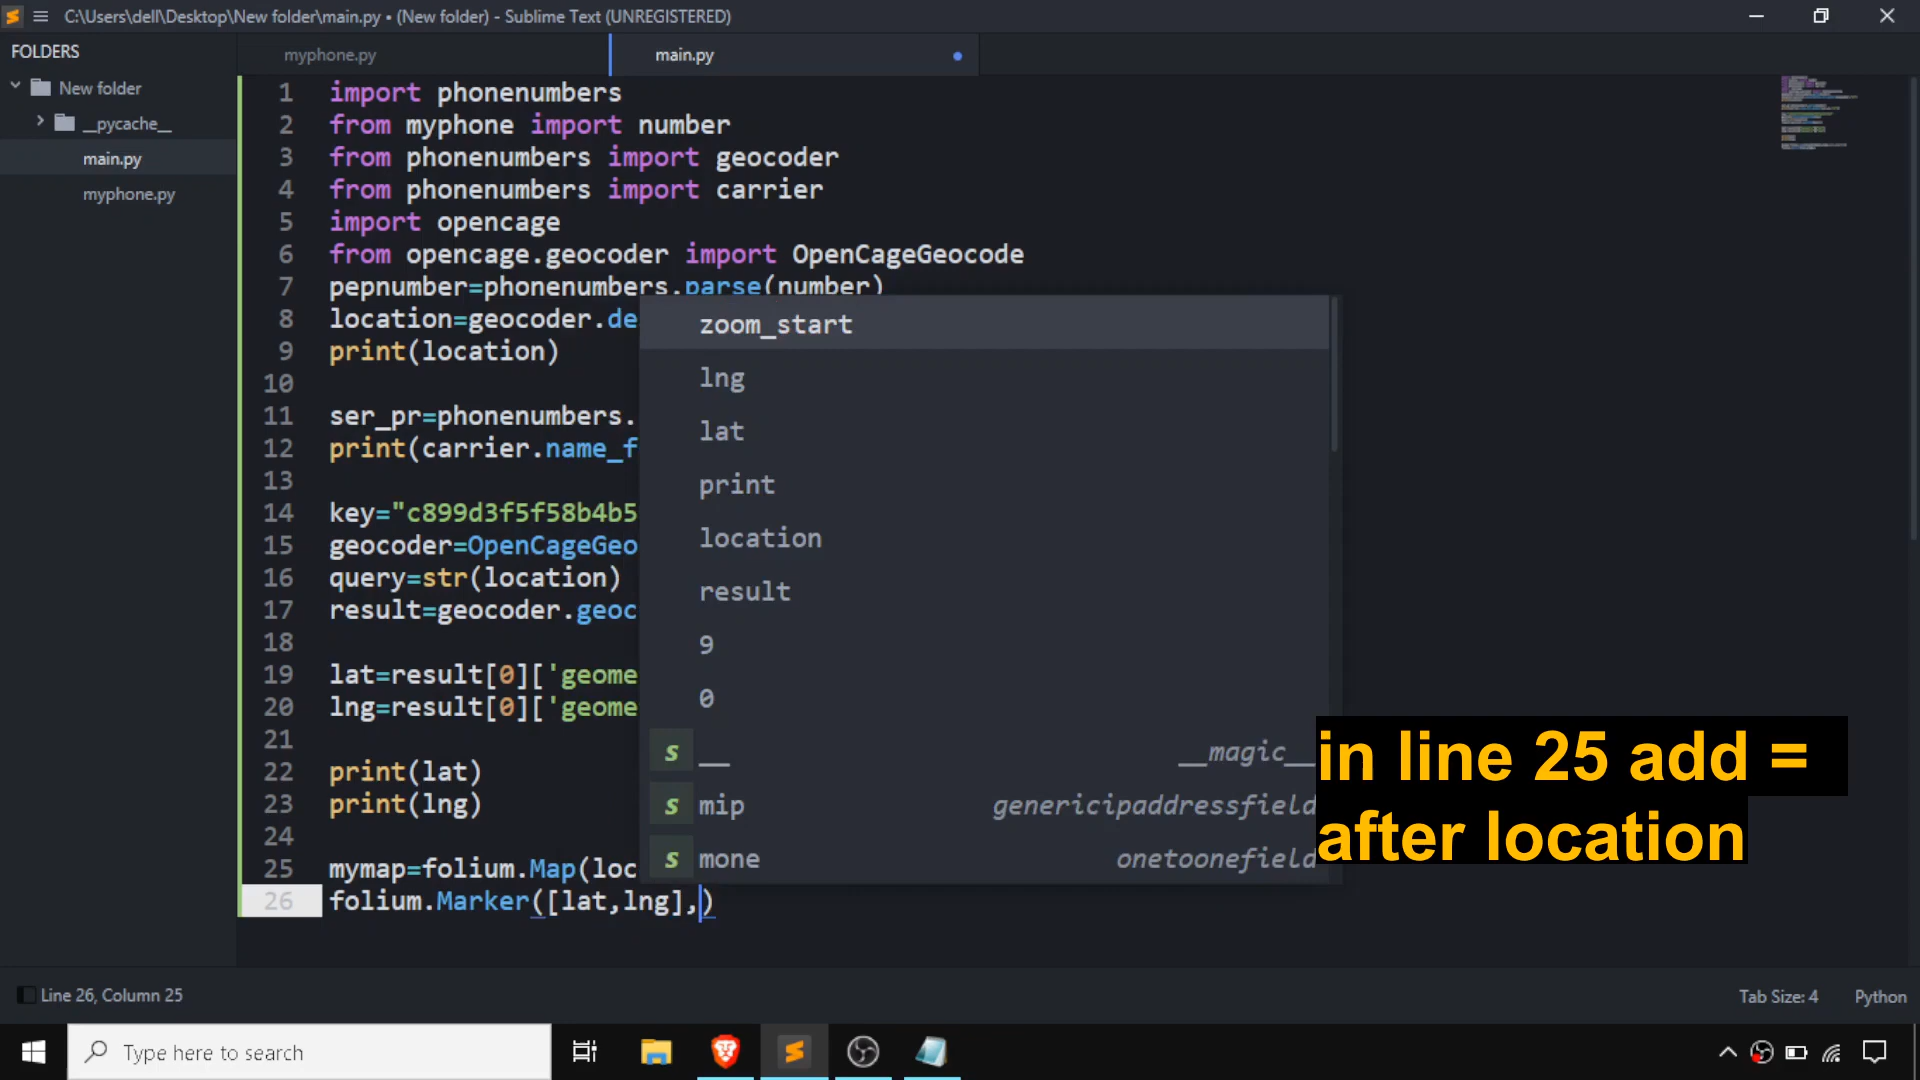 C:\Users\dell\Desktop\New folder\main.py • (New folder) - Sublime Text (UNREGISTERED)
FOLDERS
New folder
__pycache__
main.py
myphone.py
myphone.py
main.py
1 import phonenumbers
2 from myphone import number
3 from phonenumbers import geocoder
4 from phonenumbers import carrier
5 import opencage
6 from opencage.geocoder import OpenCageGeocode
7 pepnumber=phonenumbers.parse(number)
8 location=geocoder.de
9 print(location)
10
11 ser_pr=phonenumbers.
12 print(carrier.name_f
13
14 key="c899d3f5f58b4b5
15 geocoder=OpenCageGeo
16 query=str(location)
17 result=geocoder.geoc
18
19 lat=result[0]['geome
20 lng=result[0]['geome
21
22 print(lat)
23 print(lng)
24
25 mymap=folium.Map(loc
26 folium.Marker([lat,lng],)
zoom_start
lng
lat
print
location
result
9
0
s __ __magic__
s mip genericipaddressfield
s mone onetoonefield
in line 25 add =
after location
Line 26, Column 25
Tab Size: 4
Python
Type here to search